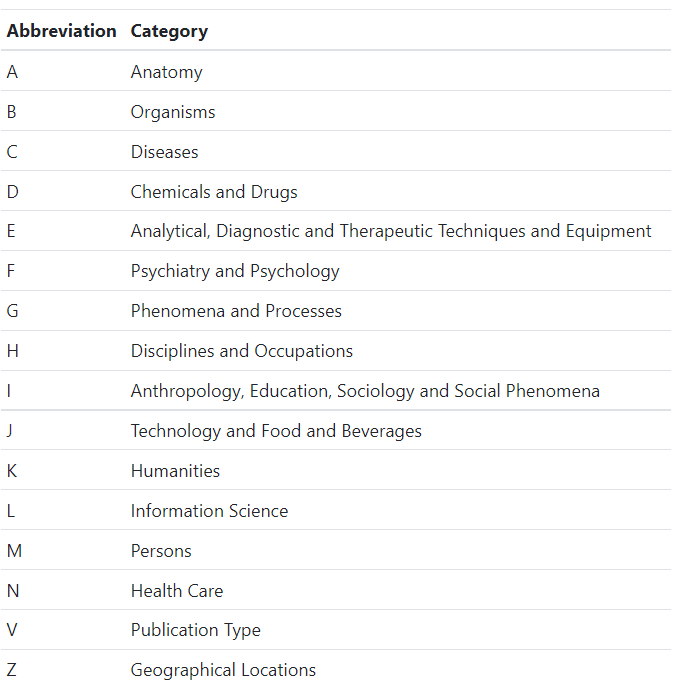 Abbreviation Category
A Anatomy
B Organisms
C Diseases
D Chemicals and Drugs
E Analytical, Diagnostic and Therapeutic Techniques and Equipment
F Psychiatry and Psychology
G Phenomena and Processes
H Disciplines and Occupations
I Anthropology, Education, Sociology and Social Phenomena
J Technology and Food and Beverages
K Humanities
L Information Science
M Persons
N Health Care
V Publication Type
Z Geographical Locations